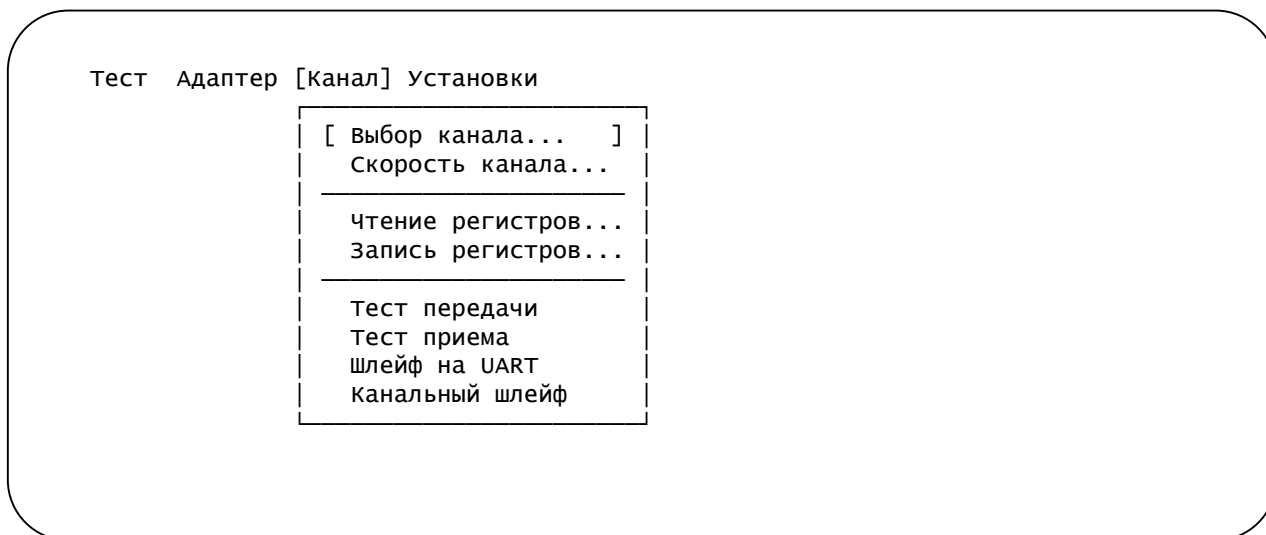 Тест  Адаптер [Канал] Установки
[ Выбор канала...   ]
Скорость канала...
Чтение регистров...
Запись регистров...
Тест передачи
Тест приема
Шлейф на UART
Канальный шлейф